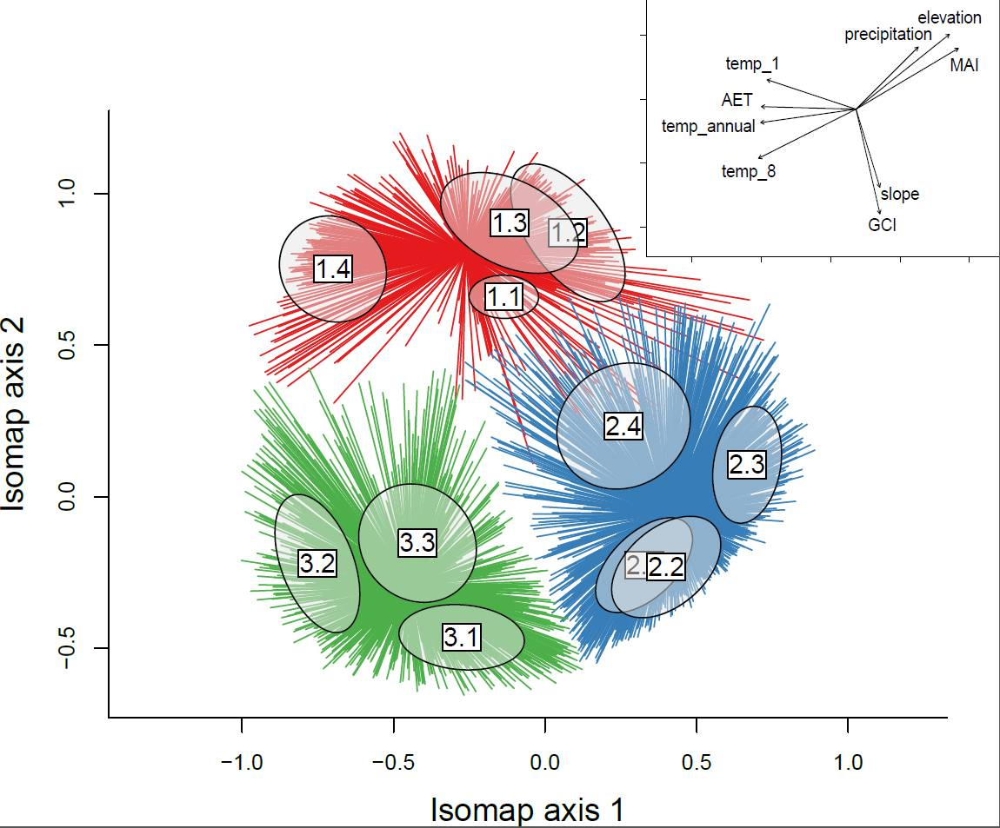 elevation
precipitation
MAI
temp_1
AET
temp_annual
temp_8
slope
GCI
Isomap axis 2
1.0
0.5
0.0
−0.5
1.3
1.2
1.4
1.1
2.4
2.3
2.2
3.3
3.2
3.1
−1.0
−0.5
0.0
0.5
1.0
Isomap axis 1